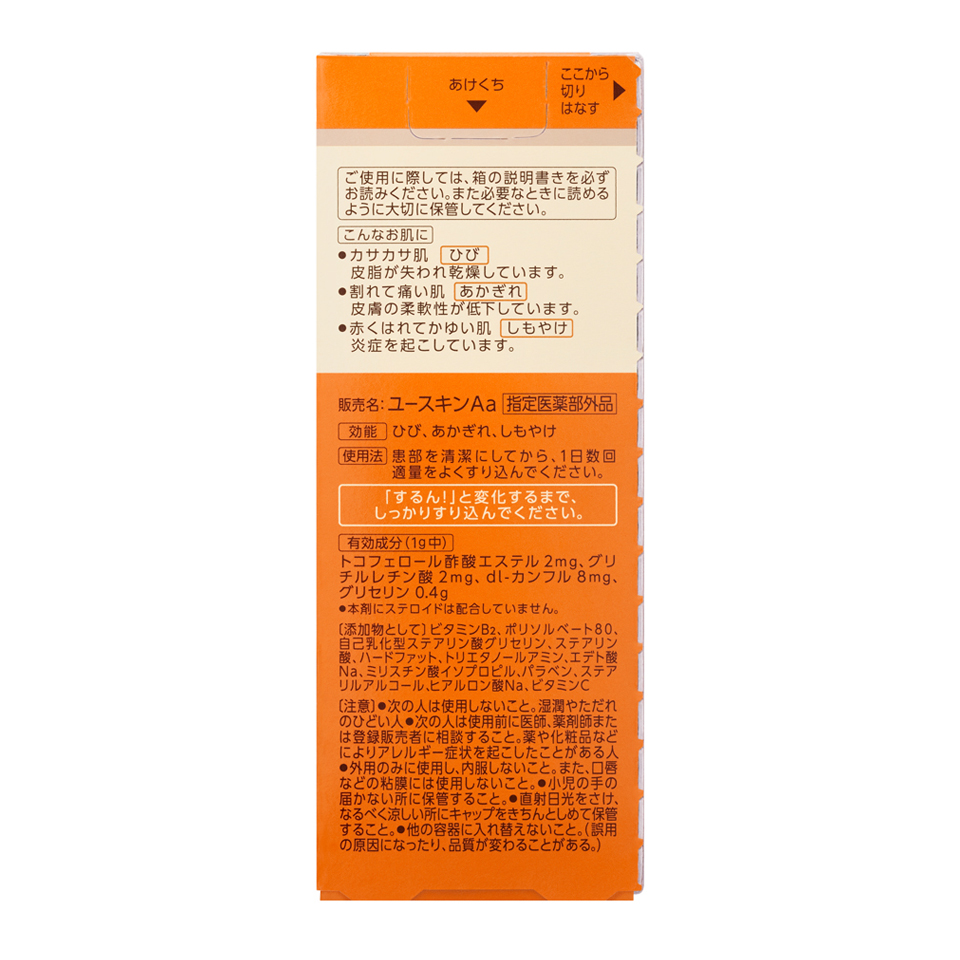 あけくち
ここから
切り
はなす
ご使用に際しては、箱の説明書きを必ず
お読みください。また必要なときに読める
ように大切に保管してください。
こんなお肌に
●カサカサ肌 ひび
皮脂が失われ乾燥しています。
●割れて痛い肌 あかぎれ
皮膚の柔軟性が低下しています。
●赤くはれてかゆい肌 しもやけ
炎症を起こしています。
販売名:ユースキンAa 指定医薬部外品
効能 ひび、あかぎれ、しもやけ
使用法 患部を清潔にしてから、1日数回
適量をよくすり込んでください。
「するん!」と変化するまで、
しっかりすり込んでください。
有効成分(1g中)
トコフェロール酢酸エステル 2mg、グリ
チルレチン酸 2mg、dl-カンフル 8mg、
グリセリン 0.4g
●本剤にステロイドは配合していません。
〔添加物として〕ビタミンB₂、ポリソルベート80、
自己乳化型ステアリン酸グリセリン、ステアリン
酸、ハードファット、トリエタノールアミン、エデト酸
Na、ミリスチン酸イソプロピル、パラベン、ステア
リルアルコール、ヒアルロン酸Na、ビタミンC
〔注意〕●次の人は使用しないこと。湿潤やただれ
のひどい人●次の人は使用前に医師、薬剤師また
は登録販売者に相談すること。薬や化粧品など
によりアレルギー症状を起こしたことがある人
●外用のみに使用し、内服しないこと。また、口唇
などの粘膜には使用しないこと。●小児の手の
届かない所に保管すること。●直射日光をさけ、
なるべく涼しい所にキャップをきちんとしめて保管
すること。●他の容器に入れ替えないこと。(誤用
の原因になったり、品質が変わることがある。)